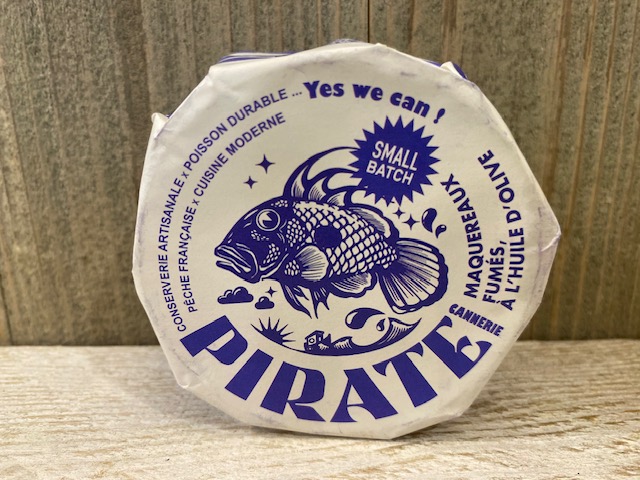 CONSERVERIE ARTISANALE x POISSON DURABLE ... Yes we can !
PÊCHE FRANÇAISE x CUISINE MODERNE
SMALL
BATCH
MAQUEREAUX
FUMÉS,
À L'HUILE D'OLIVE
CANNERIE
PIRATE